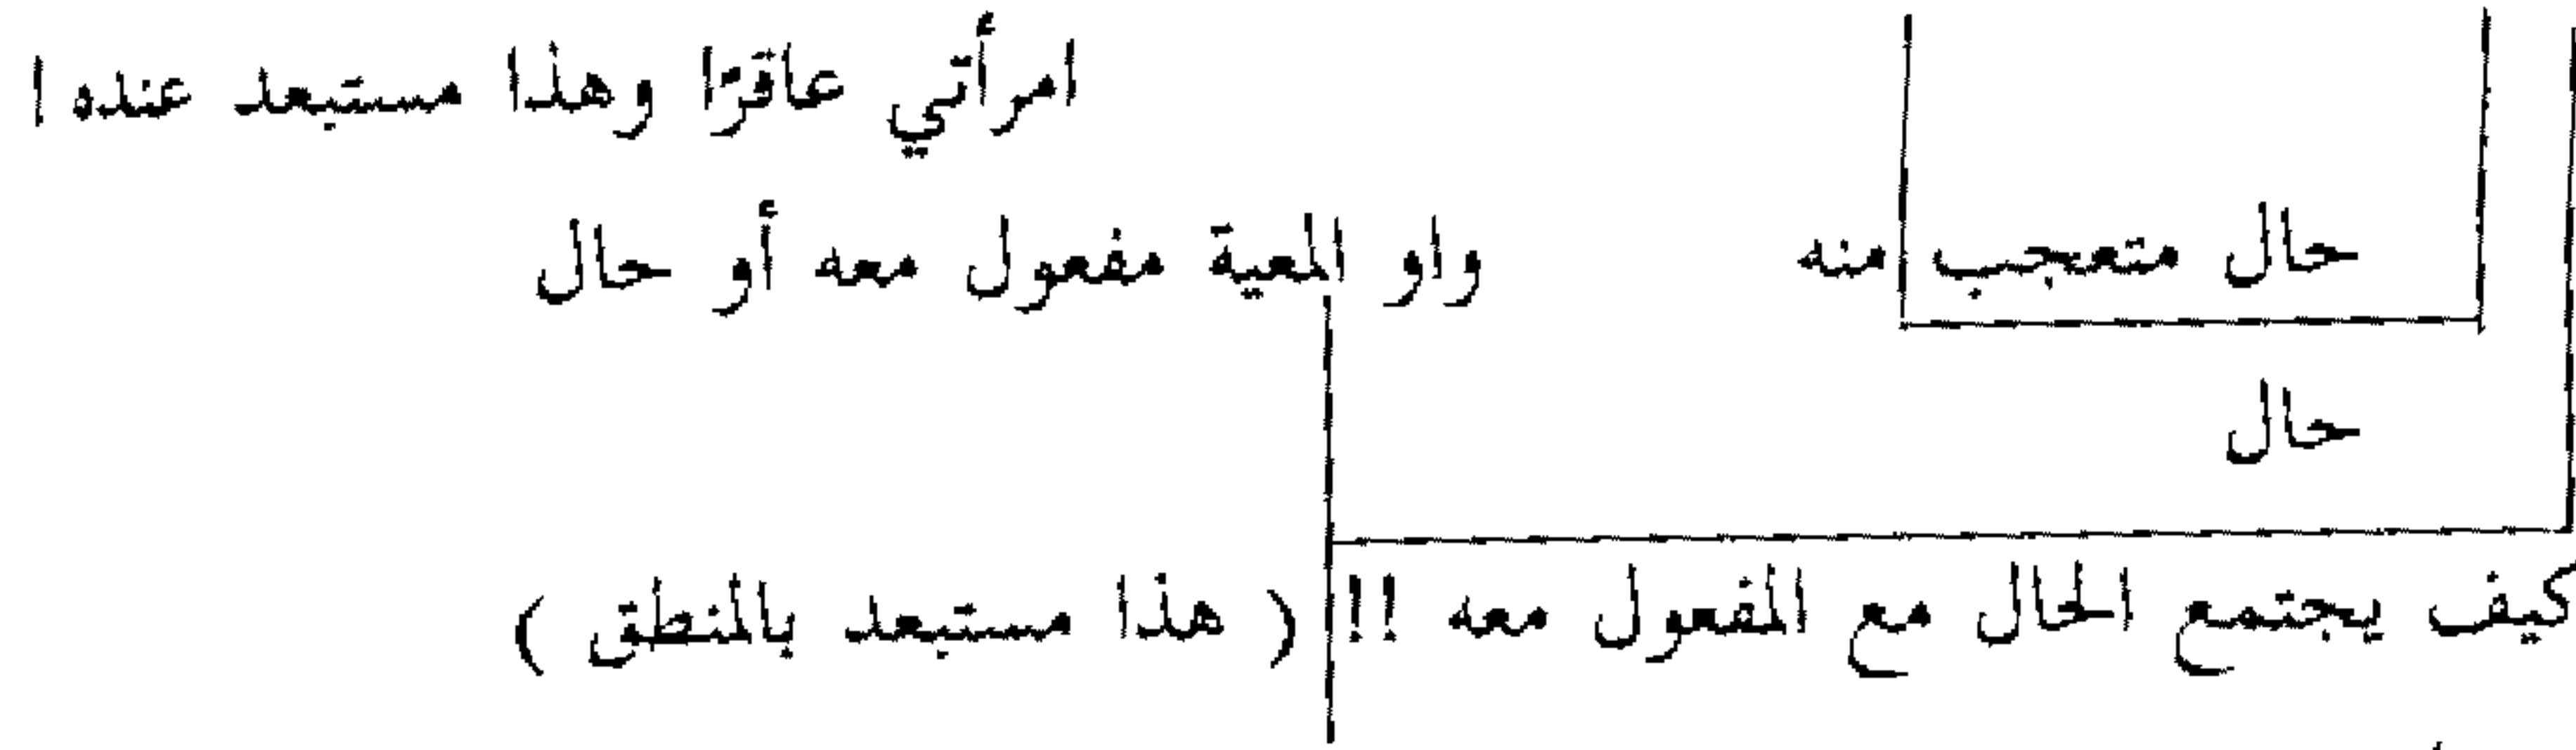 امرأتي عاقرًا وهذا مستبعد عنده !
حال متعجب منه واو المعية مفعول معه أو حال
حال
كيف يجتمع الحال مع المفعول معه !! ( هذا مستبعد بالمنطق )